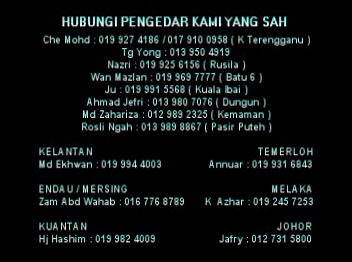 HUBUNGI PENGEDAR KAMI YANG SAH
Che Mohd : 019 927 4186 / 017 910 0958 ( K Terengganu )
Tg Yong : 013 950 4919
Nazri : 019 925 6156 ( Rusila )
Wan Mazlan : 019 969 7777 ( Batu 6 )
Ju : 019 991 5568 ( Kuala Ibai )
Ahmad Jefri : 013 980 7076 ( Dungun )
Md Zahariza : 012 989 2325 ( Kemaman )
Rosli Ngah : 013 989 8867 ( Pasir Puteh )
KELANTAN
Md Ekhwan : 019 994 4003
TEMERLOH
Annuar : 019 931 6843
ENDAU / MERSING
Zam Abd Wahab : 016 776 8789
MELAKA
K Azhar : 019 245 7253
KUANTAN
Hj Hashim : 019 982 4009
JOHOR
Jafry : 012 731 5800